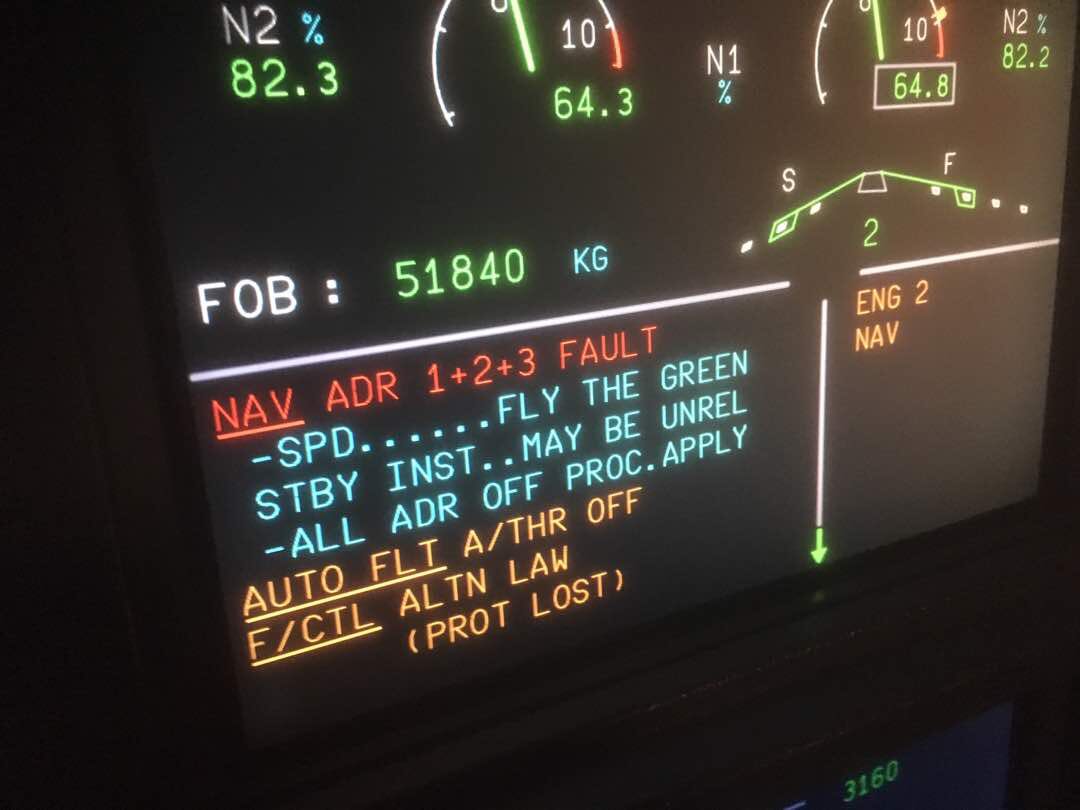 N2 %
82.3
10
64.3
N1
%
10
64.8
N2 %
82.2
S
F
2
FOB : 51840 KG
NAV ADR 1+2+3 FAULT
-SPD......FLY THE GREEN
STBY INST..MAY BE UNREL
-ALL ADR OFF PROC.APPLY
AUTO FLT A/THR OFF
F/CTL ALTN LAW
(PROT LOST)
ENG 2
NAV
3160